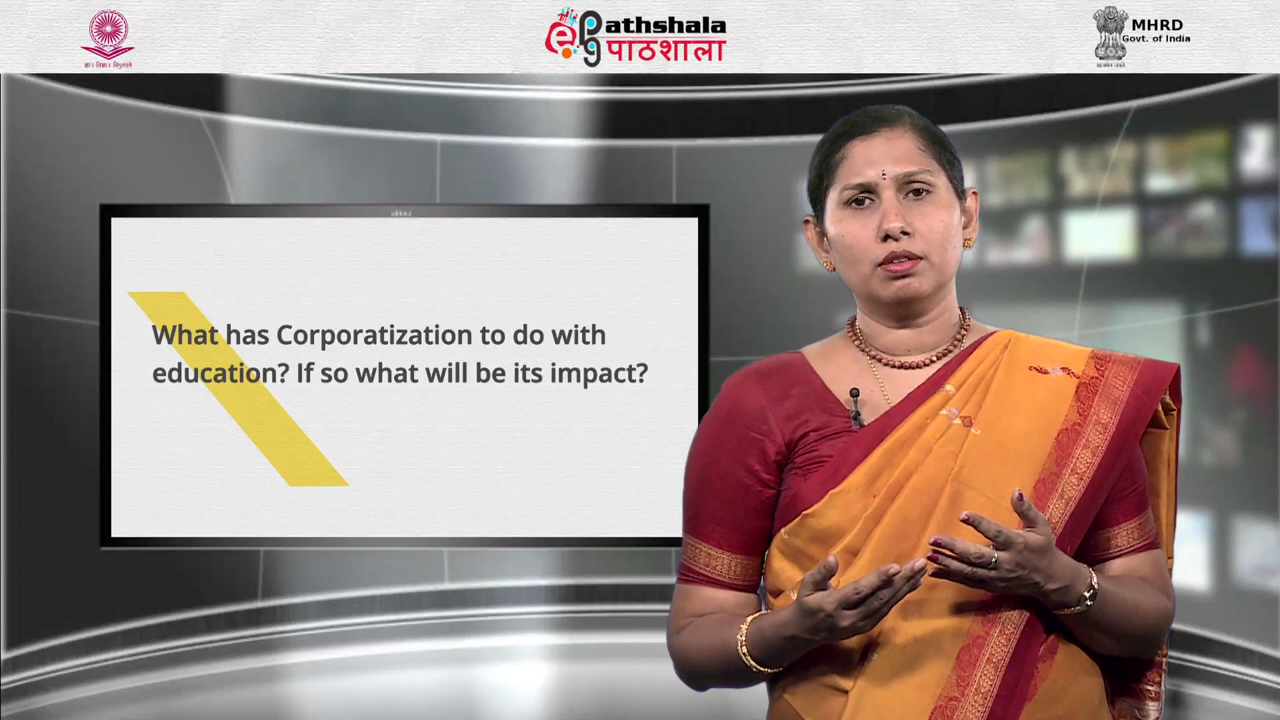 ePathshala
पाठशाला
MHRD
Govt. of India
What has Corporatization to do with
education? If so what will be its impact?